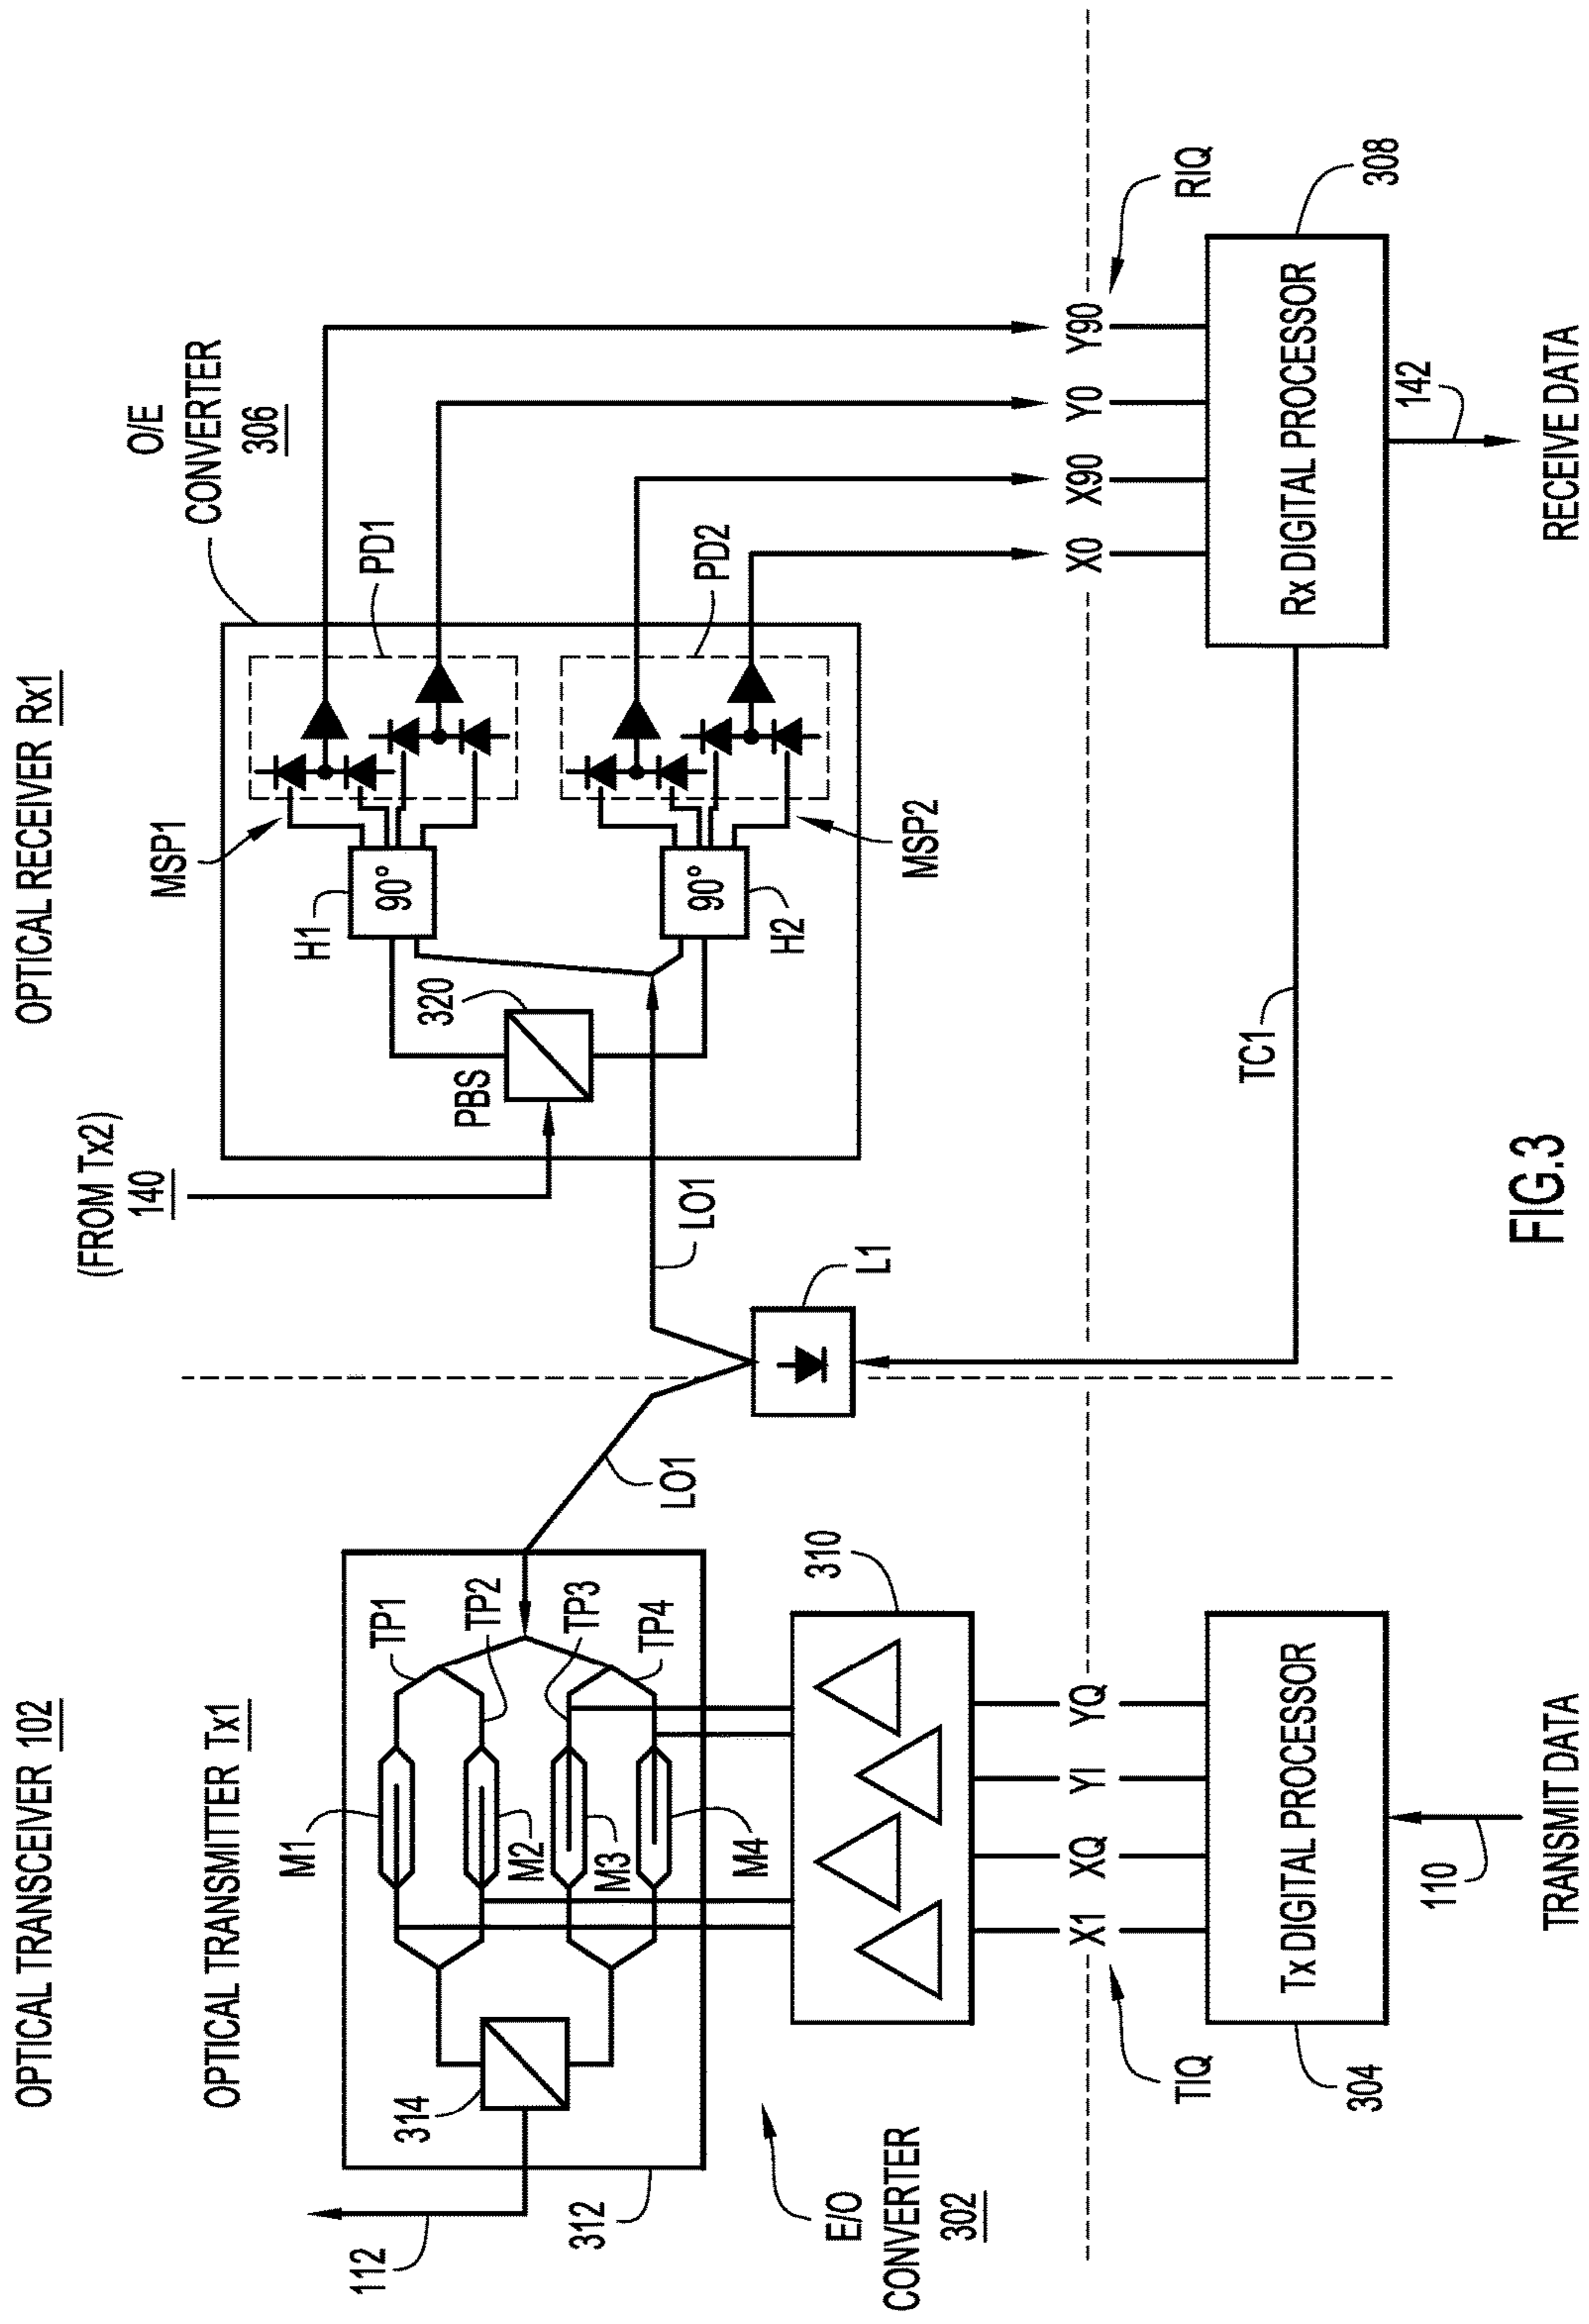 OPTICAL TRANSCEIVER 102
OPTICAL TRANSMITTER Tx1
OPTICAL RECEIVER Rx1
(FROM Tx2)
140
O/E
CONVERTER
306
112
312
314
M1
M2
M3
M4
TP1
TP2
TP3
TP4
LO1
LO1
L1
PBS
320
H1
90°
H2
90°
MSP1
MSP2
PD1
PD2
E/O
CONVERTER
302
310
TIQ
X1
XQ
YI
YQ
X0
X90
Y0
Y90
RIQ
304
Tx DIGITAL PROCESSOR
TC1
Rx DIGITAL PROCESSOR
308
110
TRANSMIT DATA
142
RECEIVE DATA
FIG.3